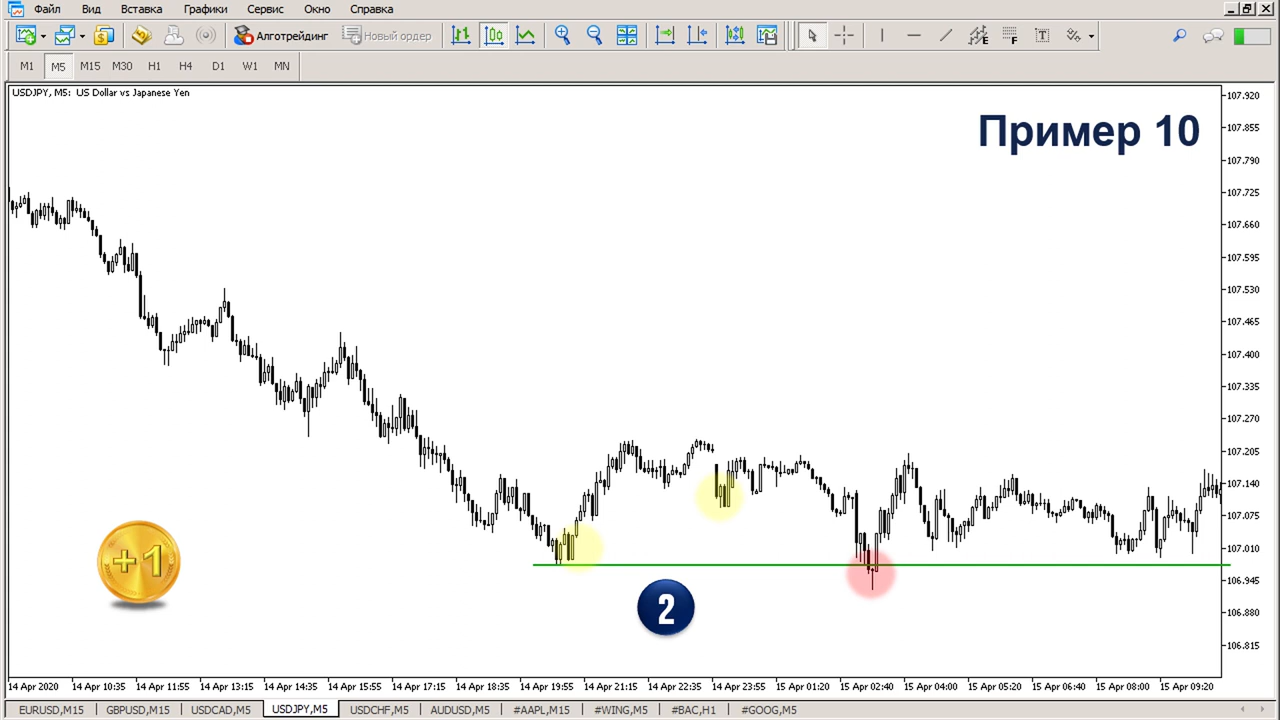 Файл Вид Вставка Графики Сервис Окно Справка
Алготрейдинг Новый ордер E F T
M1 M5 M15 M30 H1 H4 D1 W1 MN
USDJPY, M5: US Dollar vs Japanese Yen
107.920
Пример 10
107.855
107.790
107.725
107.660
107.595
107.530
107.465
107.400
107.335
107.270
107.205
107.140
107.075
107.010
106.945
106.880
106.815
+1
2
14 Apr 2020 14 Apr 10:35 14 Apr 11:55 14 Apr 13:15 14 Apr 14:35 14 Apr 15:55 14 Apr 17:15 14 Apr 18:35 14 Apr 19:55 14 Apr 21:15 14 Apr 22:35 14 Apr 23:55 15 Apr 01:20 15 Apr 02:40 15 Apr 04:00 15 Apr 05:20 15 Apr 06:40 15 Apr 08:00 15 Apr 09:20
EURUSD,M15 GBPUSD,M15 USDCAD,M5 USDJPY,M5 USDCHF,M5 AUDUSD,M5 #AAPL,M15 #WING,M5 #BAC,H1 #GOOG,M5